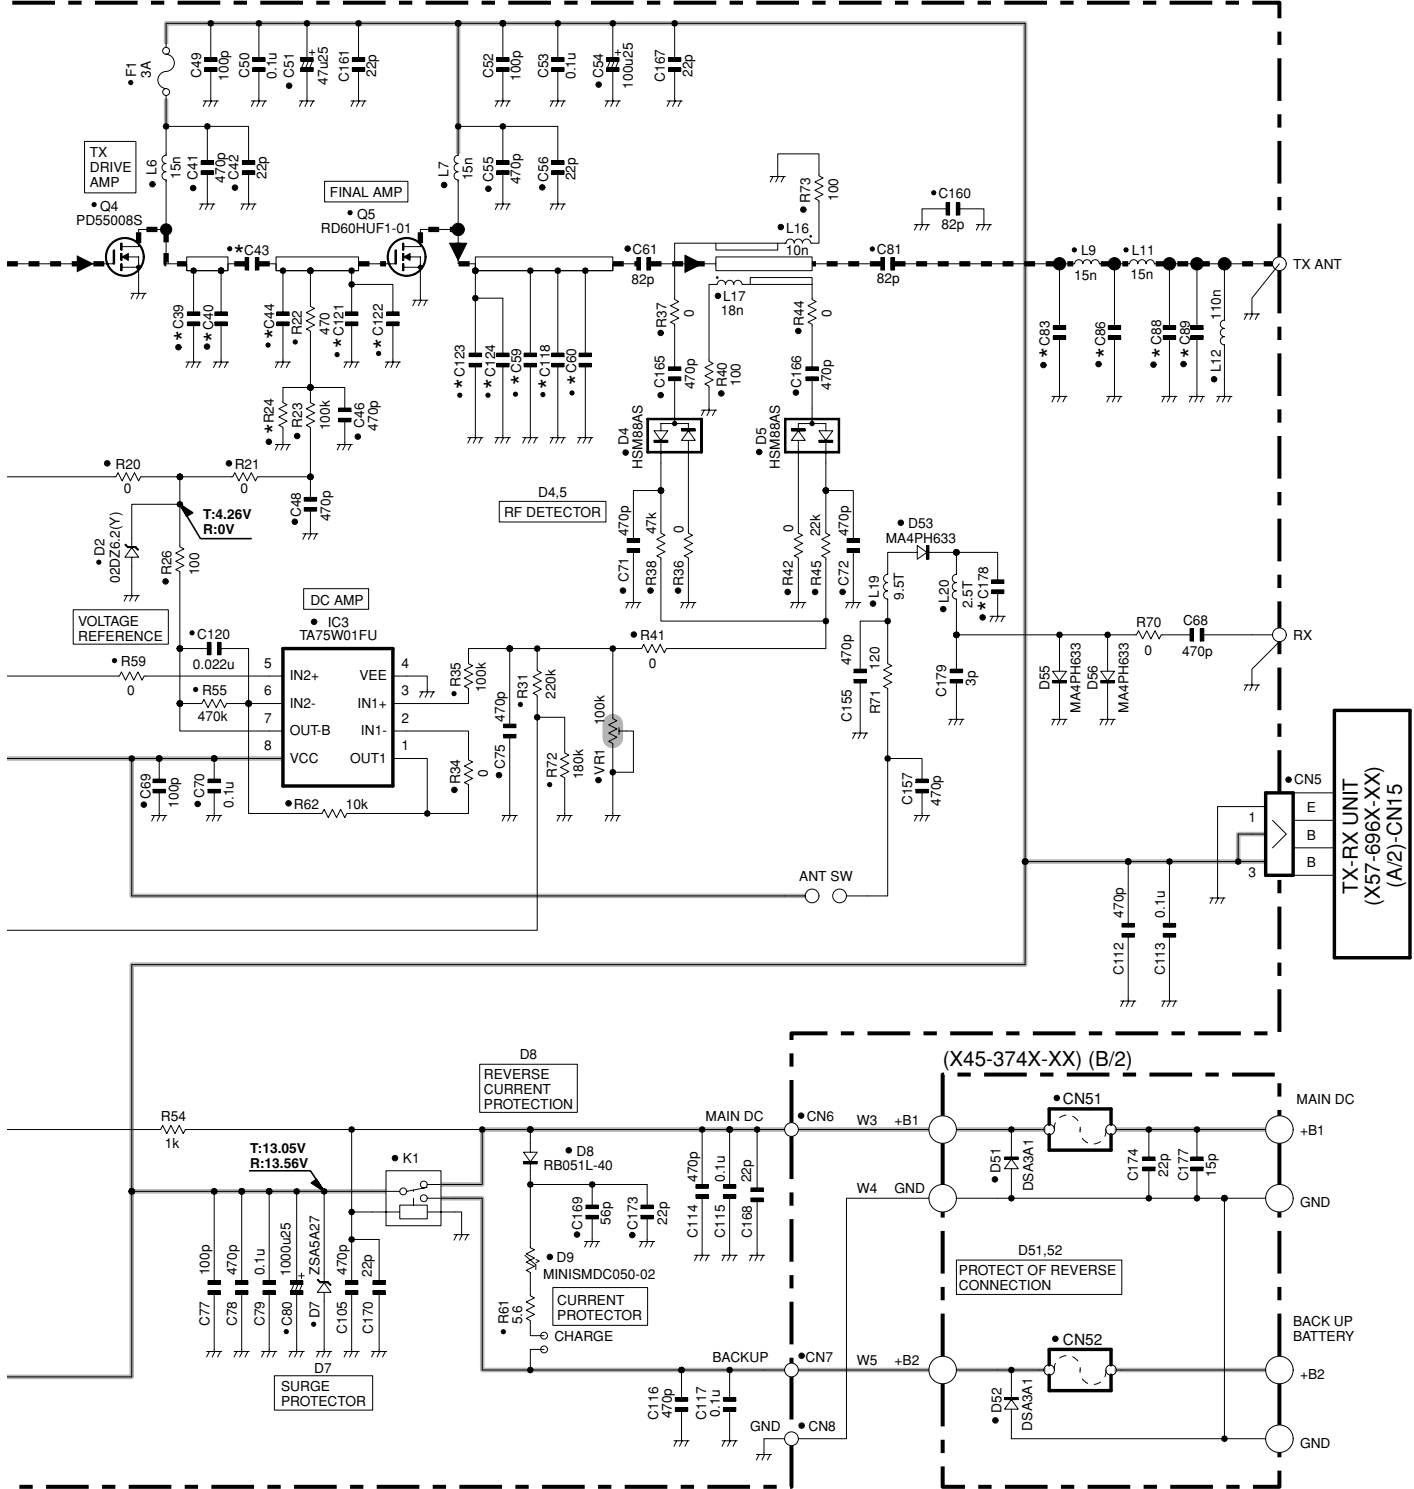 F1
3A
C49
100p
C50
0.1u
C51
47u25
+
C161
22p
C52
100p
C53
0.1u
C54
100u25
+
C167
22p
TX
DRIVE
AMP
L6
15n
C41
470p
C42
22p
FINAL AMP
L7
15n
C55
470p
C56
22p
R73
100
C160
82p
Q4
PD55008S
Q5
RD60HUF1-01
*C43
C61
82p
L16
10n
C81
82p
L9
15n
L11
15n
TX ANT
L17
18n
*C39
*C40
*C44
R22
470
*C121
*C122
*C123
*C124
*C59
*C118
*C60
R37
0
R44
0
C165
470p
R40
100
C166
470p
*C83
*C86
*C88
*C89
110n
L12
*R24
R23
100k
C46
470p
D4
HSM88AS
D5
HSM88AS
R20
0
R21
0
C48
470p
D4,5
RF DETECTOR
T:4.26V
R:0V
D2
02DZ6.2(Y)
R26
100
C71
470p
R38
47k
R36
0
R42
0
R45
22k
C72
470p
D53
MA4PH633
L19
9.5T
L20
2.5T
*C178
DC AMP
IC3
TA75W01FU
VOLTAGE
REFERENCE
C120
0.022u
R59
0
R55
470k
5
IN2+
VEE
4
6
IN2-
IN1+
3
7
OUT-B
IN1-
2
8
VCC
OUT1
1
R35
100k
R34
0
C75
470p
R31
220k
R72
180k
VR1
100k
R41
0
C155
470p
R71
120
C179
3p
D55
MA4PH633
D56
MA4PH633
R70
0
C68
470p
RX
C69
100p
C70
0.1u
R62
10k
C157
470p
ANT SW
CN5
1
3
E
B
B
TX-RX UNIT
(X57-696X-XX)
(A/2)-CN15
C112
470p
C113
0.1u
D8
REVERSE
CURRENT
PROTECTION
(X45-374X-XX) (B/2)
R54
1k
MAIN DC
CN6
W3
+B1
CN51
MAIN DC
+B1
T:13.05V
R:13.56V
K1
D8
RB051L-40
C169
56p
C173
22p
C114
470p
C115
0.1u
C168
22p
W4
GND
D51
DSA3A1
C174
22p
C177
15p
GND
C77
100p
C78
470p
C79
0.1u
C80
1000u25
+
D7
ZSA5A27
C105
470p
C170
22p
D9
MINISMDC050-02
CURRENT
PROTECTOR
R61
5.6
CHARGE
D51,52
PROTECT OF REVERSE
CONNECTION
D7
SURGE
PROTECTOR
BACKUP
CN7
W5
+B2
CN52
BACK UP
BATTERY
+B2
C116
470p
C117
0.1u
GND
CN8
D52
DSA3A1
GND